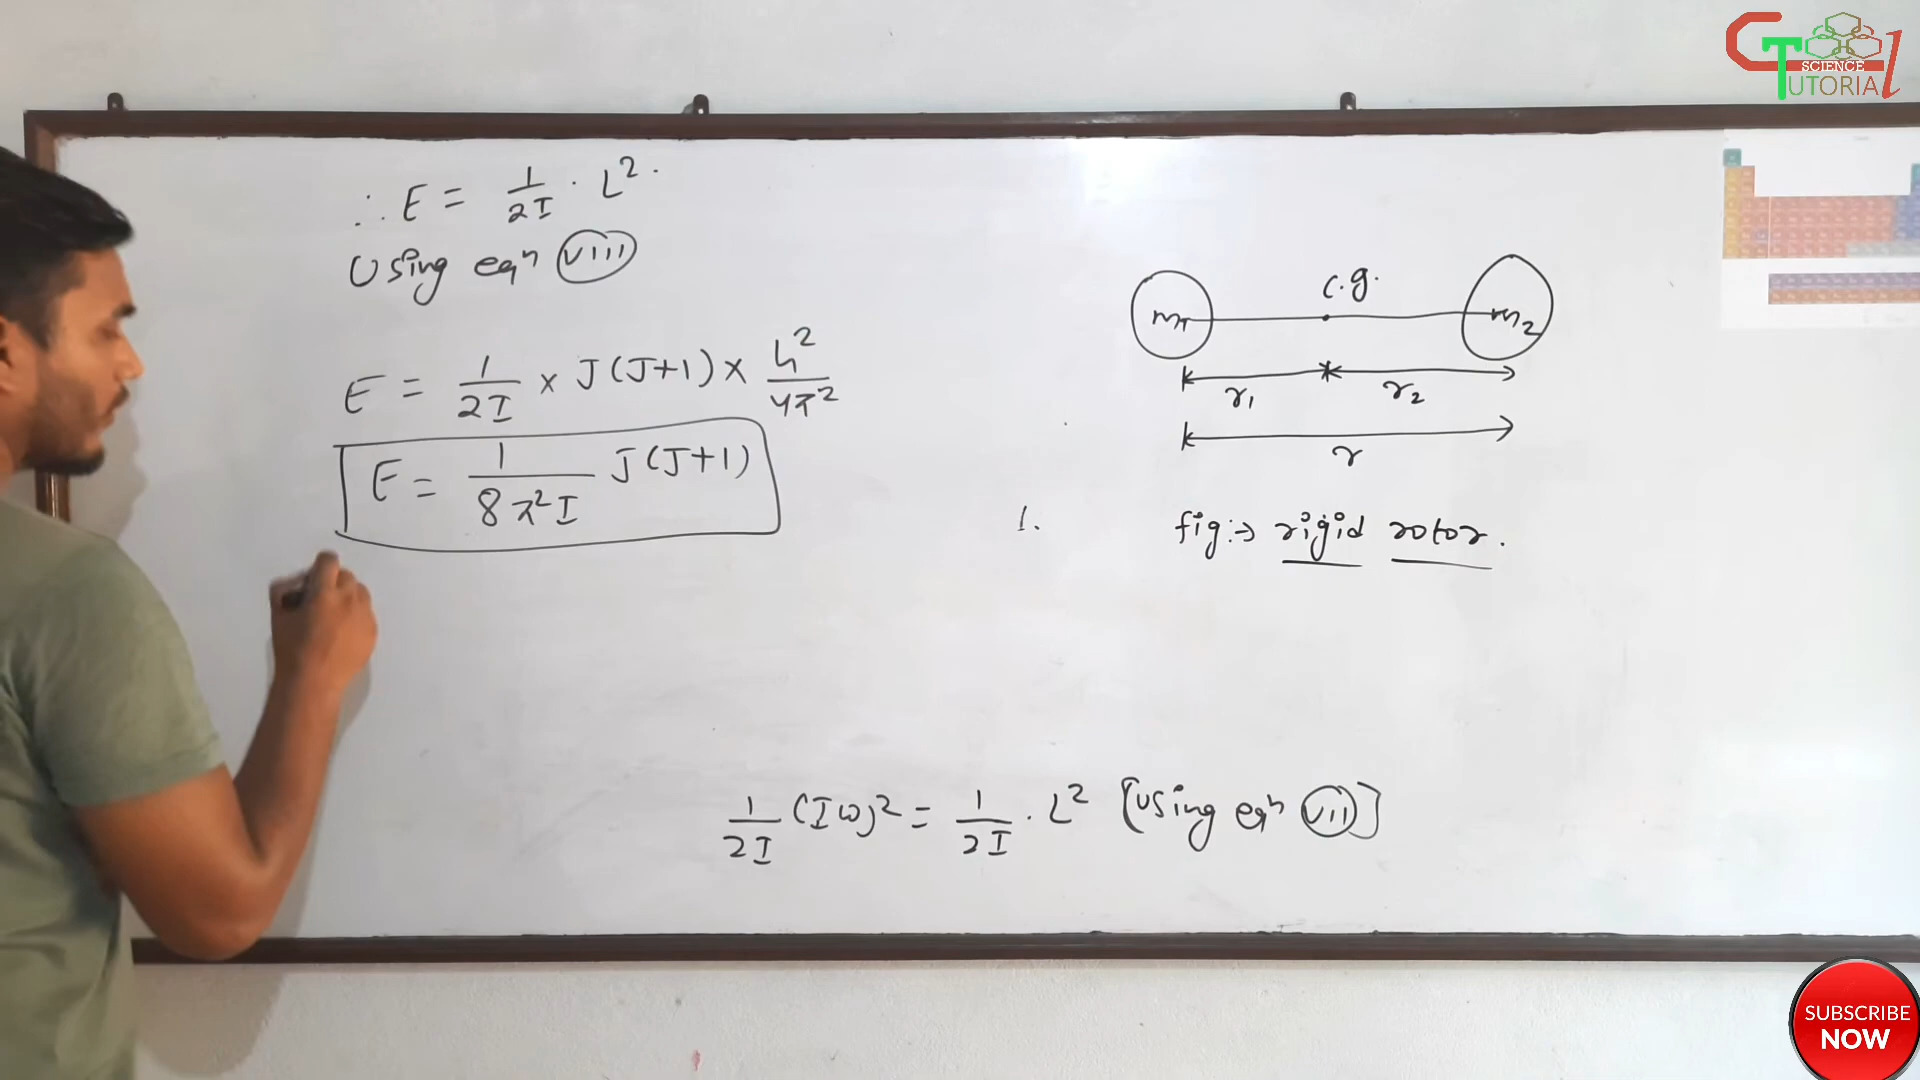 ∴ E = 1/2I · L².
Using eqⁿ (viii)
E = 1/2I × J(J+1) × h²/4π²
E = 1/8π²I J(J+1)
c.g.
m₁ m₂
r₁ r₂
r
1.
fig:→ rigid rotor.
1/2I (Iω)² = 1/2I · L² [Using eqⁿ (vii)]
SCIENCE
TUTORIAL
SUBSCRIBE
NOW